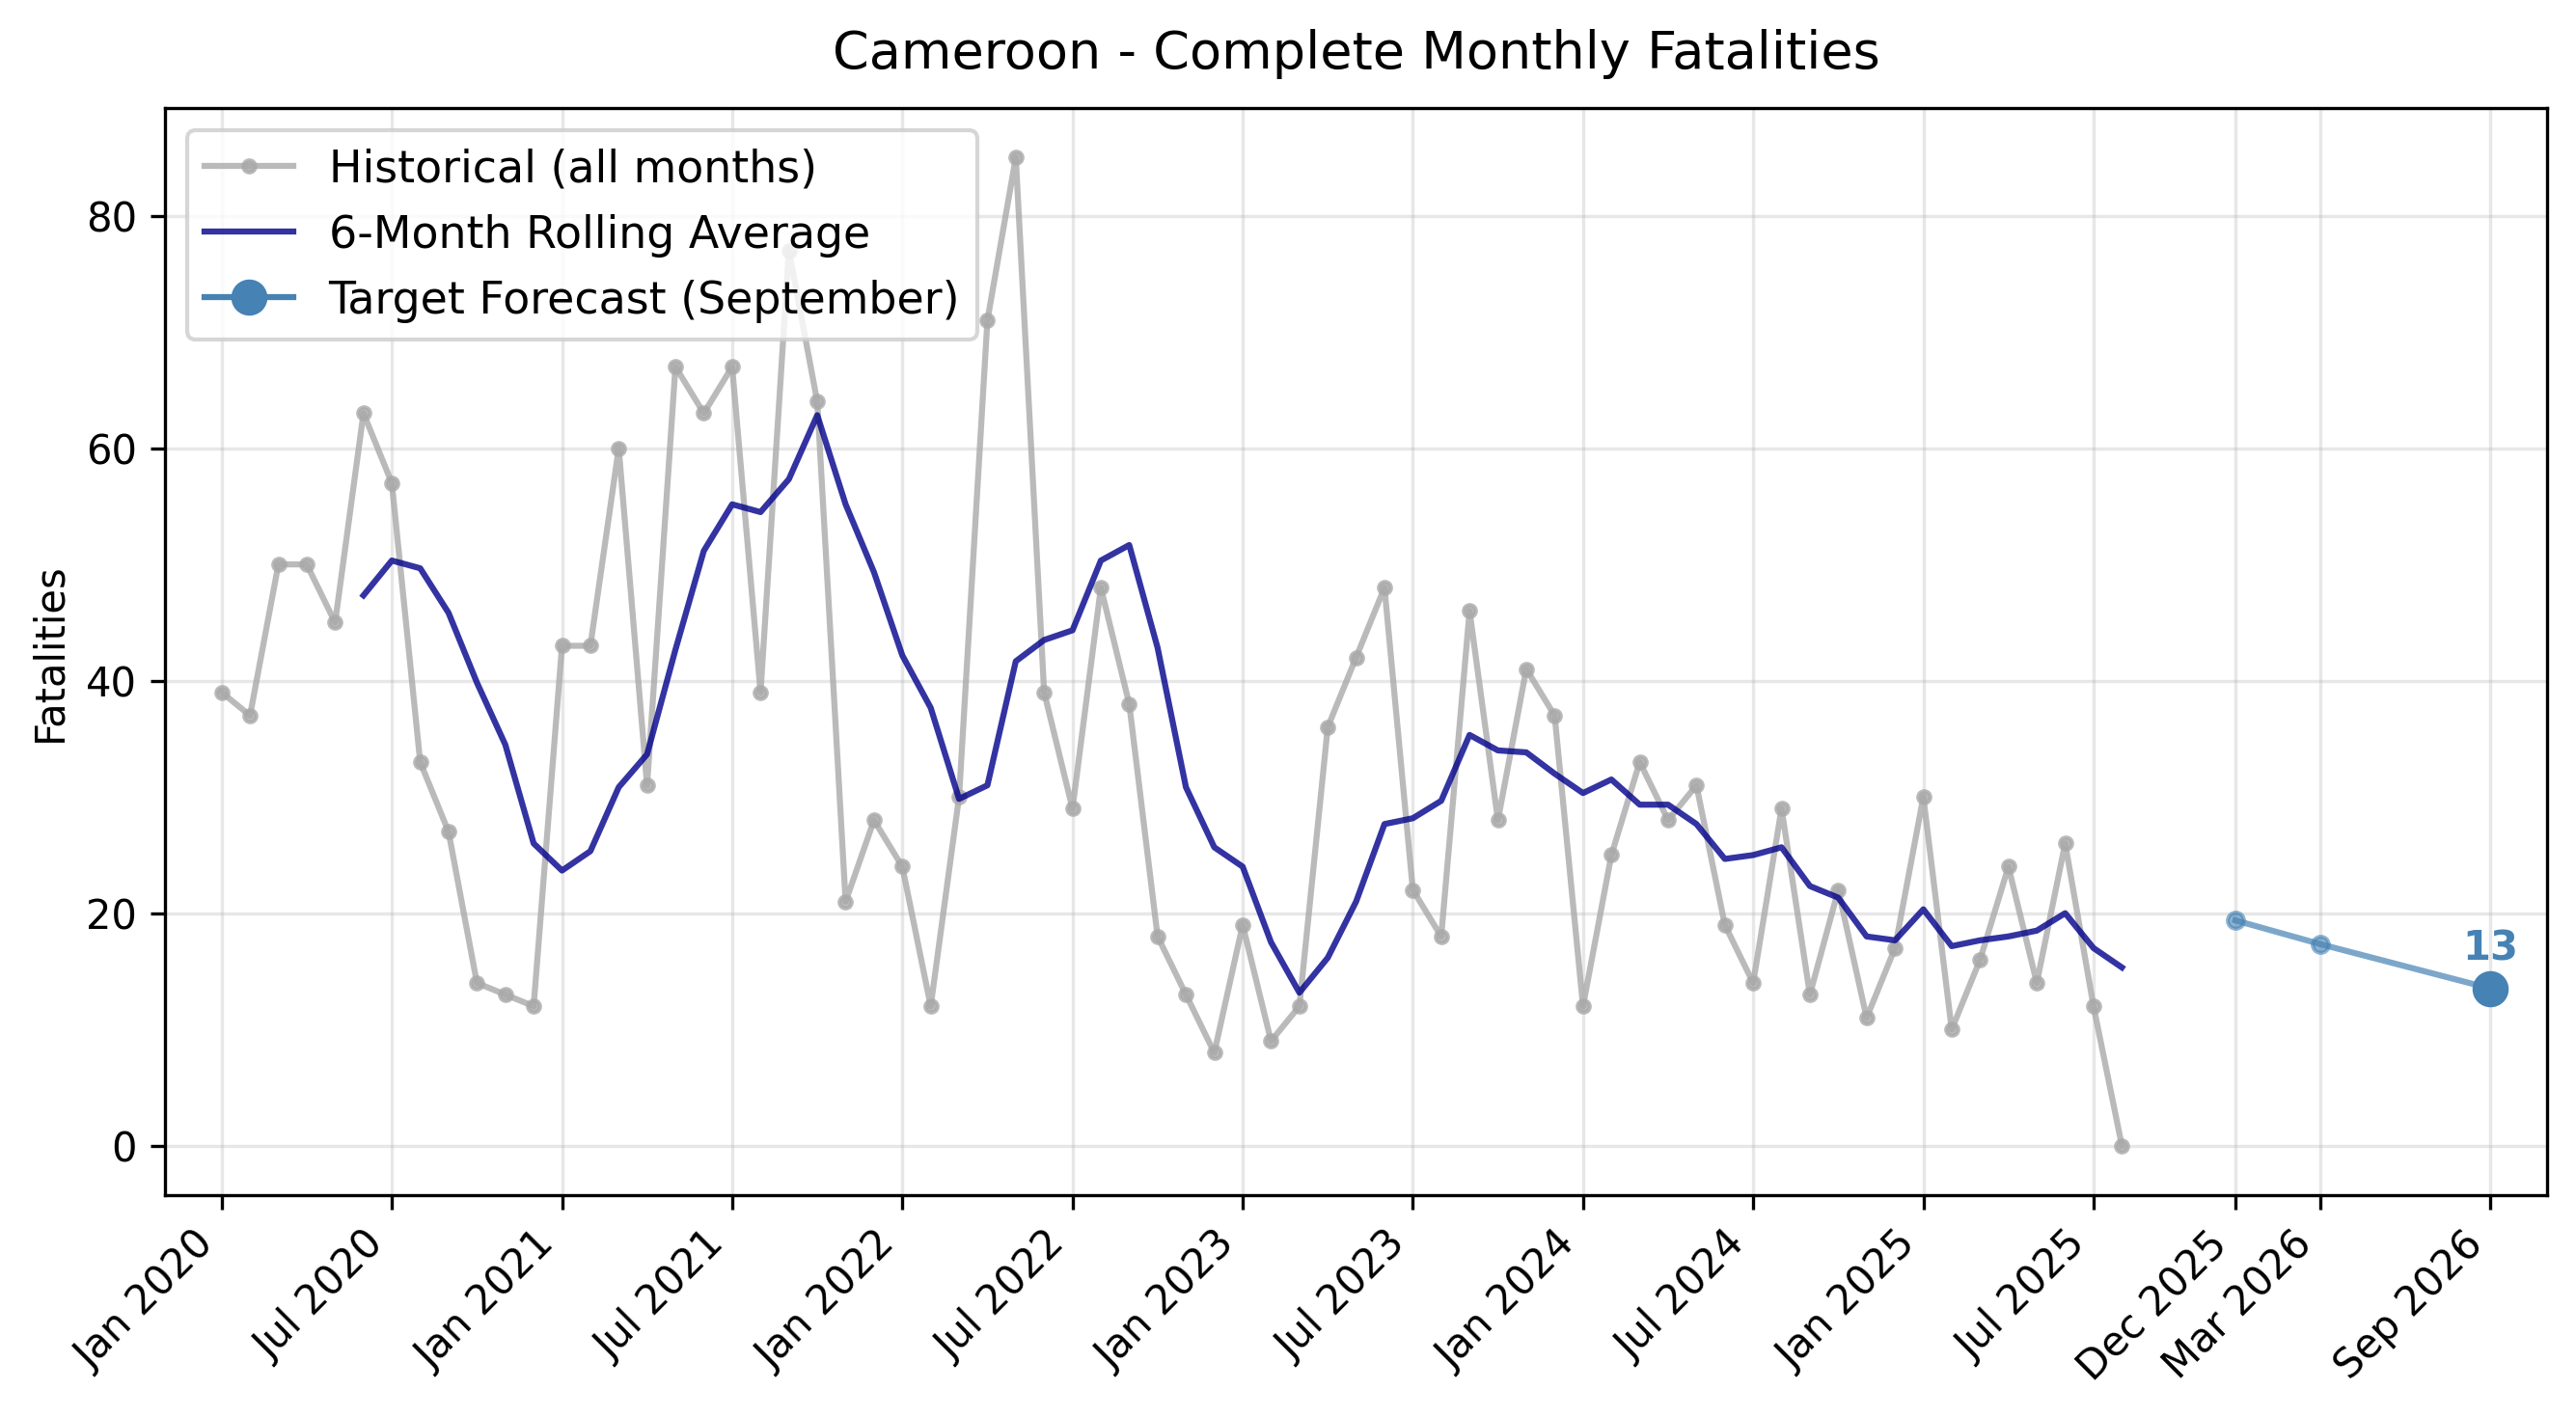 Cameroon - Complete Monthly Fatalities
Historical (all months)
6-Month Rolling Average
Target Forecast (September)
Fatalities
80
60
40
20
0
13
Jan 2020
Jul 2020
Jan 2021
Jul 2021
Jan 2022
Jul 2022
Jan 2023
Jul 2023
Jan 2024
Jul 2024
Jan 2025
Jul 2025
Dec 2025
Mar 2026
Sep 2026